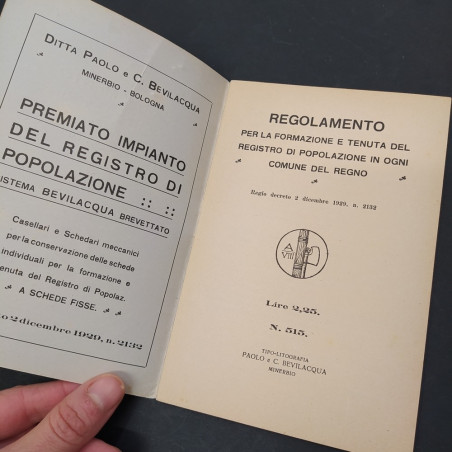 DITTA PAOLO e C. BEVILACQUA
MINERBIO - BOLOGNA
PREMIATO IMPIANTO
DEL REGISTRO DI
POPOLAZIONE :: ::
SISTEMA BEVILACQUA BREVETTATO
Casellari e Schedari meccanici
per la conservazione delle schede
individuali per la formazione e
tenuta del Registro di Popolaz.
A SCHEDE FISSE.
2 dicembre 1929, n. 2132
REGOLAMENTO
PER LA FORMAZIONE E TENUTA DEL
REGISTRO DI POPOLAZIONE IN OGNI
COMUNE DEL REGNO
Regio decreto 2 dicembre 1929, n. 2132
A
VIII
Lire 2,25.
N. 515.
TIPO-LITOGRAFIA
PAOLO e C. BEVILACQUA
MINERBIO